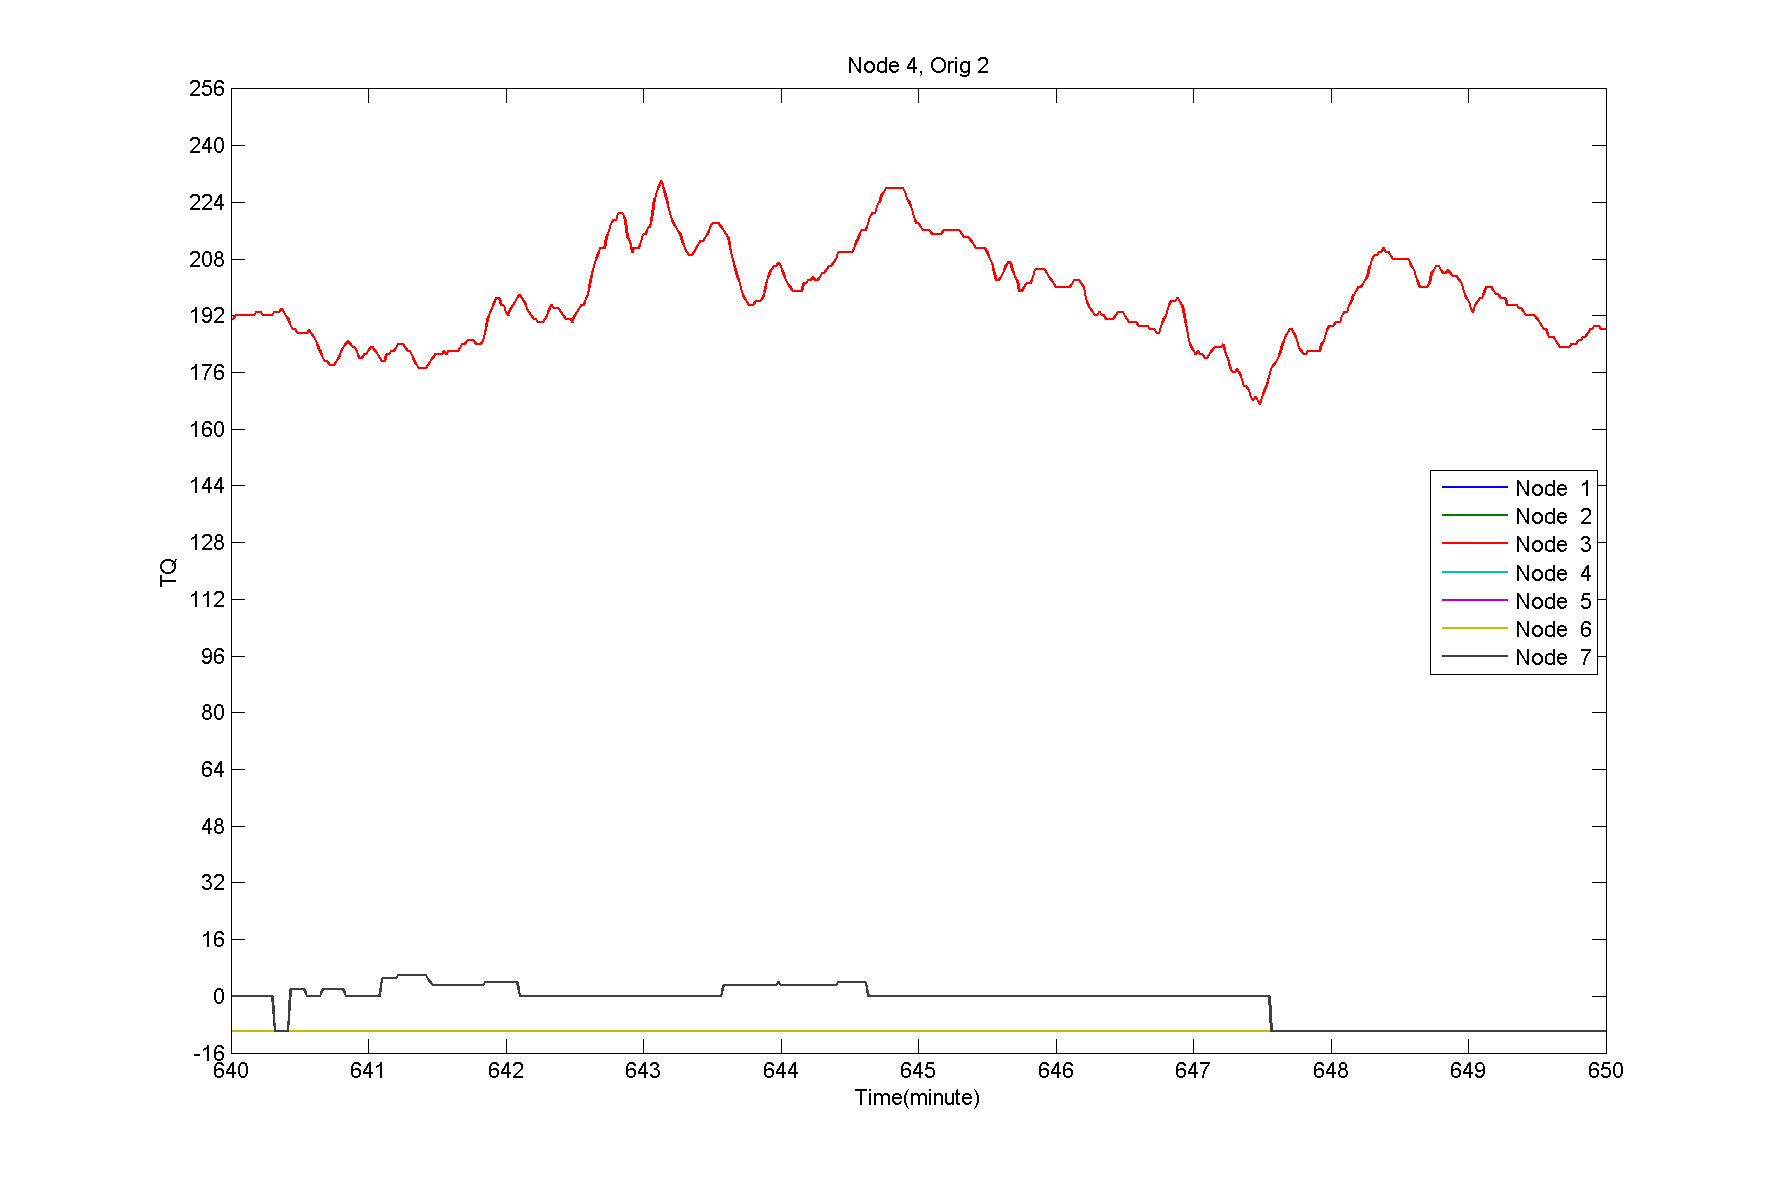 Node 4, Orig 2
256
240
224
208
192
176
160
144
128
112
96
80
64
48
32
16
0
-16
TQ
Node 1
Node 2
Node 3
Node 4
Node 5
Node 6
Node 7
640 641 642 643 644 645 646 647 648 649 650
Time(minute)